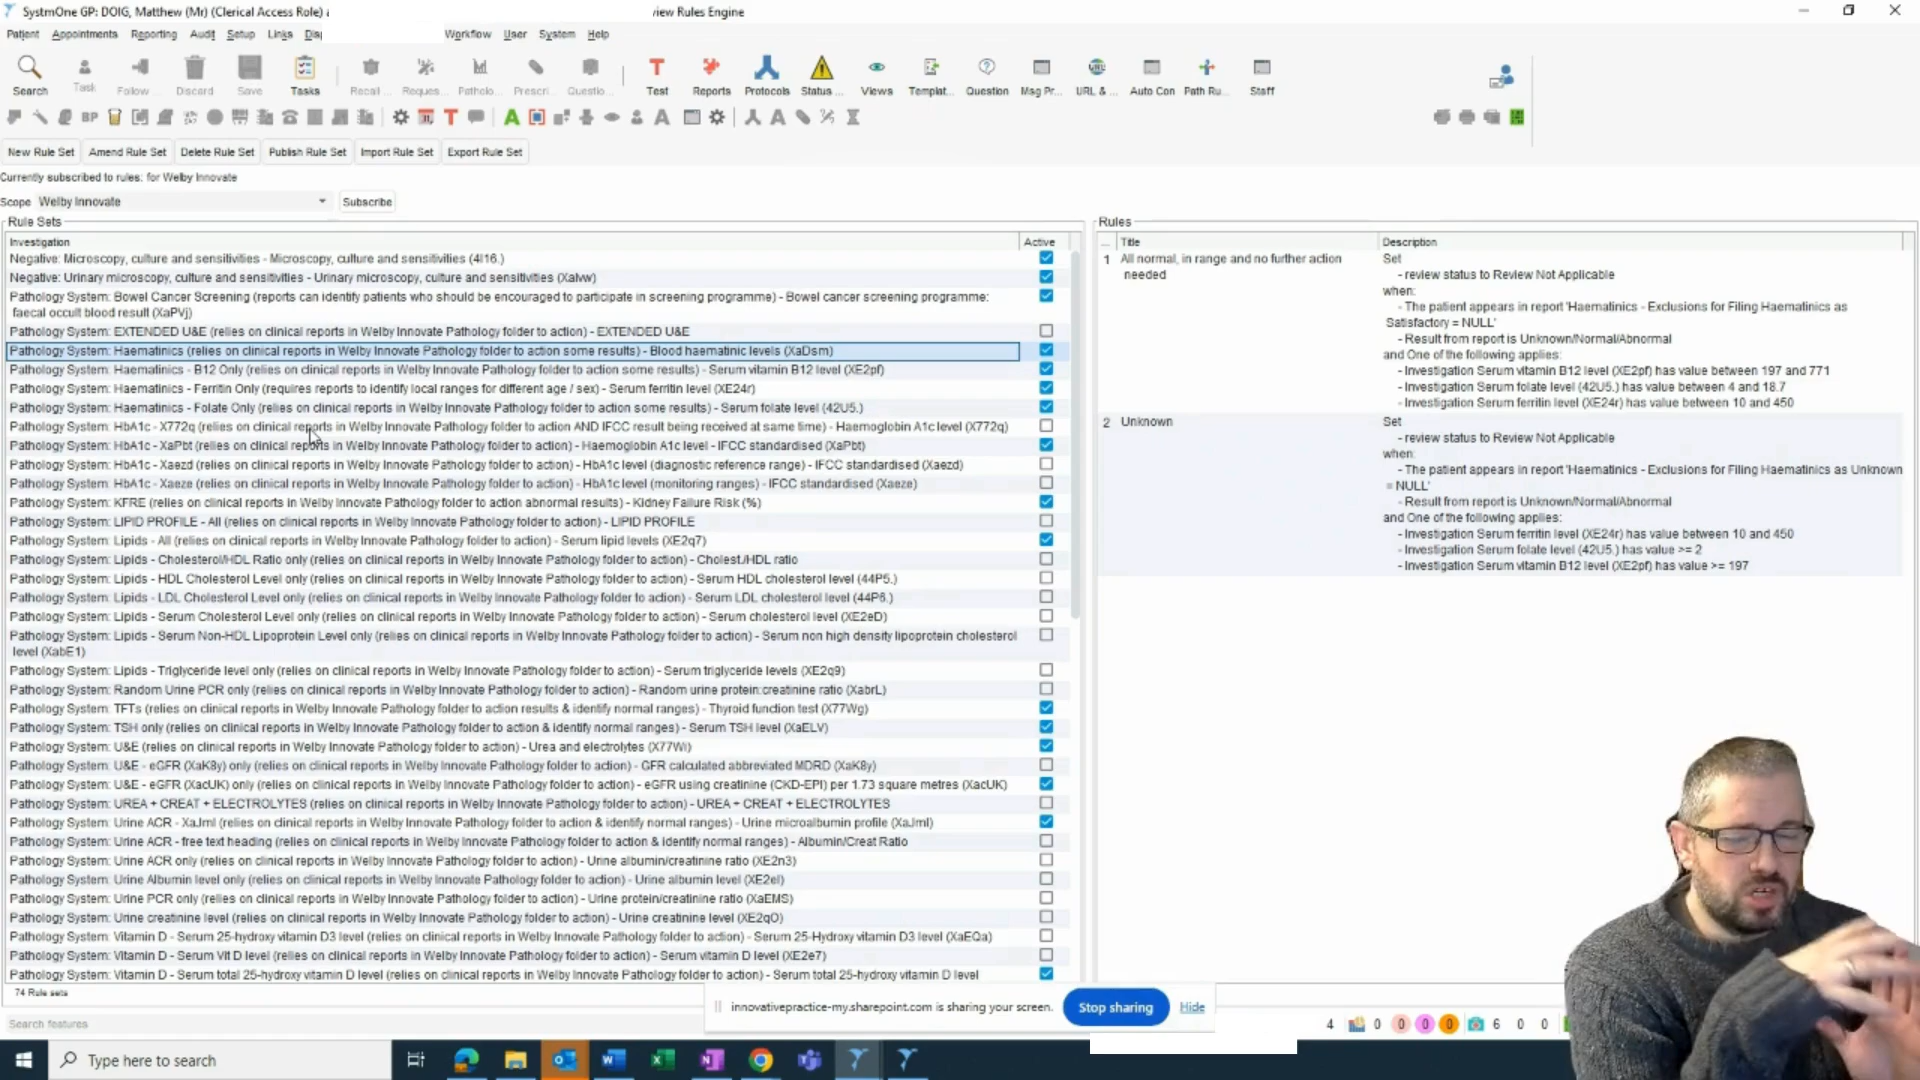 SystmOne GP: DOIG, Matthew (Mr) (Clerical Access Role)
view Rules Engine
Patient Appointments Reporting Audit Setup Links Workflow User System Help
Search Task Follow... Discard Save Tasks Recall... Reques... Patholo... Prescri... Questio... Test Reports Protocols Status ... Views Templat... Question Msg Pr... URL & ... Auto Con Path Ru... Staff
BP
New Rule Set Amend Rule Set Delete Rule Set Publish Rule Set Import Rule Set Export Rule Set
Currently subscribed to rules: for Welby Innovate
Scope Welby Innovate Subscribe
Rule Sets
Investigation Active
Negative: Microscopy, culture and sensitivities - Microscopy, culture and sensitivities (4I16.)
Negative: Urinary microscopy, culture and sensitivities - Urinary microscopy, culture and sensitivities (Xalvw)
Pathology System: Bowel Cancer Screening (reports can identify patients who should be encouraged to participate in screening programme) - Bowel cancer screening programme:
faecal occult blood result (XaPVj)
Pathology System: EXTENDED U&E (relies on clinical reports in Welby Innovate Pathology folder to action) - EXTENDED U&E
Pathology System: Haematinics (relies on clinical reports in Welby Innovate Pathology folder to action some results) - Blood haematinic levels (XaDsm)
Pathology System: Haematinics - B12 Only (relies on clinical reports in Welby Innovate Pathology folder to action some results) - Serum vitamin B12 level (XE2pf)
Pathology System: Haematinics - Ferritin Only (requires reports to identify local ranges for different age / sex) - Serum ferritin level (XE24r)
Pathology System: Haematinics - Folate Only (relies on clinical reports in Welby Innovate Pathology folder to action some results) - Serum folate level (42U5.)
Pathology System: HbA1c - X772q (relies on clinical reports in Welby Innovate Pathology folder to action AND IFCC result being received at same time) - Haemoglobin A1c level (X772q)
Pathology System: HbA1c - XaPbt (relies on clinical reports in Welby Innovate Pathology folder to action) - Haemoglobin A1c level - IFCC standardised (XaPbt)
Pathology System: HbA1c - Xaezd (relies on clinical reports in Welby Innovate Pathology folder to action) - HbA1c level (diagnostic reference range) - IFCC standardised (Xaezd)
Pathology System: HbA1c - Xaeze (relies on clinical reports in Welby Innovate Pathology folder to action) - HbA1c level (monitoring ranges) - IFCC standardised (Xaeze)
Pathology System: KFRE (relies on clinical reports in Welby Innovate Pathology folder to action abnormal results) - Kidney Failure Risk (%)
Pathology System: LIPID PROFILE - All (relies on clinical reports in Welby Innovate Pathology folder to action) - LIPID PROFILE
Pathology System: Lipids - All (relies on clinical reports in Welby Innovate Pathology folder to action) - Serum lipid levels (XE2q7)
Pathology System: Lipids - Cholesterol/HDL Ratio only (relies on clinical reports in Welby Innovate Pathology folder to action) - Cholest./HDL ratio
Pathology System: Lipids - HDL Cholesterol Level only (relies on clinical reports in Welby Innovate Pathology folder to action) - Serum HDL cholesterol level (44P5.)
Pathology System: Lipids - LDL Cholesterol Level only (relies on clinical reports in Welby Innovate Pathology folder to action) - Serum LDL cholesterol level (44P6.)
Pathology System: Lipids - Serum Cholesterol Level only (relies on clinical reports in Welby Innovate Pathology folder to action) - Serum cholesterol level (XE2eD)
Pathology System: Lipids - Serum Non-HDL Lipoprotein Level only (relies on clinical reports in Welby Innovate Pathology folder to action) - Serum non high density lipoprotein cholesterol
level (XabE1)
Pathology System: Lipids - Triglyceride level only (relies on clinical reports in Welby Innovate Pathology folder to action) - Serum triglyceride levels (XE2q9)
Pathology System: Random Urine PCR only (relies on clinical reports in Welby Innovate Pathology folder to action) - Random urine protein:creatinine ratio (XabrL)
Pathology System: TFTs (relies on clinical reports in Welby Innovate Pathology folder to action results & identify normal ranges) - Thyroid function test (X77Wg)
Pathology System: TSH only (relies on clinical reports in Welby Innovate Pathology folder to action & identify normal ranges) - Serum TSH level (XaELV)
Pathology System: U&E (relies on clinical reports in Welby Innovate Pathology folder to action) - Urea and electrolytes (X77Wi)
Pathology System: U&E - eGFR (XaK8y) only (relies on clinical reports in Welby Innovate Pathology folder to action) - GFR calculated abbreviated MDRD (XaK8y)
Pathology System: U&E - eGFR (XacUK) only (relies on clinical reports in Welby Innovate Pathology folder to action) - eGFR using creatinine (CKD-EPI) per 1.73 square metres (XacUK)
Pathology System: UREA + CREAT + ELECTROLYTES (relies on clinical reports in Welby Innovate Pathology folder to action) - UREA + CREAT + ELECTROLYTES
Pathology System: Urine ACR - XaJmI (relies on clinical reports in Welby Innovate Pathology folder to action & identify normal ranges) - Urine microalbumin profile (XaJmI)
Pathology System: Urine ACR - free text heading (relies on clinical reports in Welby Innovate Pathology folder to action & identify normal ranges) - Albumin/Creat Ratio
Pathology System: Urine ACR only (relies on clinical reports in Welby Innovate Pathology folder to action) - Urine albumin/creatinine ratio (XE2n3)
Pathology System: Urine Albumin level only (relies on clinical reports in Welby Innovate Pathology folder to action) - Urine albumin level (XE2eI)
Pathology System: Urine PCR only (relies on clinical reports in Welby Innovate Pathology folder to action) - Urine protein/creatinine ratio (XaEMS)
Pathology System: Urine creatinine level (relies on clinical reports in Welby Innovate Pathology folder to action) - Urine creatinine level (XE2qO)
Pathology System: Vitamin D - Serum 25-hydroxy vitamin D3 level (relies on clinical reports in Welby Innovate Pathology folder to action) - Serum 25-Hydroxy vitamin D3 level (XaEQa)
Pathology System: Vitamin D - Serum Vit D level (relies on clinical reports in Welby Innovate Pathology folder to action) - Serum vitamin D level (XE2e7)
Pathology System: Vitamin D - Serum total 25-hydroxy vitamin D level (relies on clinical reports in Welby Innovate Pathology folder to action) - Serum total 25-hydroxy vitamin D level
74 Rule sets
Rules
... Title Description
1 All normal, in range and no further action
needed
Set
- review status to Review Not Applicable
when:
- The patient appears in report 'Haematinics - Exclusions for Filing Haematinics as
Satisfactory = NULL'
- Result from report is Unknown/Normal/Abnormal
and One of the following applies:
- Investigation Serum vitamin B12 level (XE2pf) has value between 197 and 771
- Investigation Serum folate level (42U5.) has value between 4 and 18.7
- Investigation Serum ferritin level (XE24r) has value between 10 and 450
2 Unknown
Set
- review status to Review Not Applicable
when:
- The patient appears in report 'Haematinics - Exclusions for Filing Haematinics as Unknown
= NULL'
- Result from report is Unknown/Normal/Abnormal
and One of the following applies:
- Investigation Serum ferritin level (XE24r) has value between 10 and 450
- Investigation Serum folate level (42U5.) has value >= 2
- Investigation Serum vitamin B12 level (XE2pf) has value >= 197
innovativepractice-my.sharepoint.com is sharing your screen. Stop sharing Hide
Search features
4 0 0 0 0 6 0 0
Type here to search